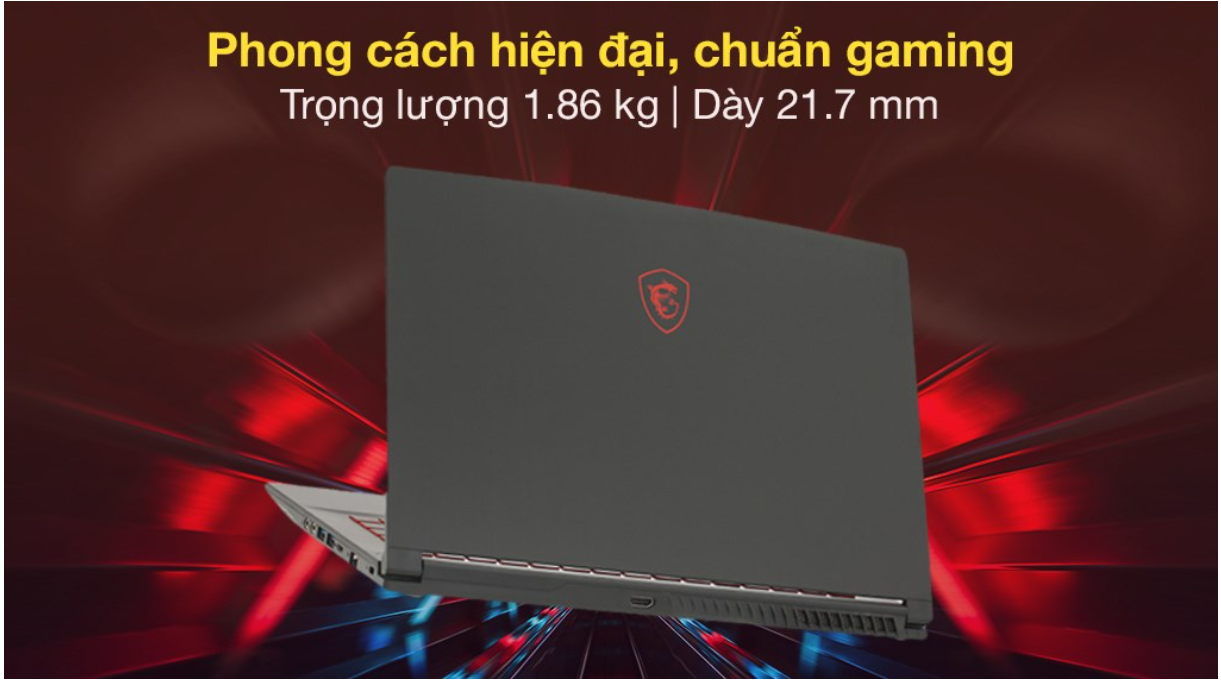 Phong cách hiện đại, chuẩn gaming
Trọng lượng 1.86 kg | Dày 21.7 mm